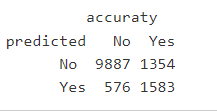 accuraty
predicted No Yes
No 9887 1354
Yes 576 1583